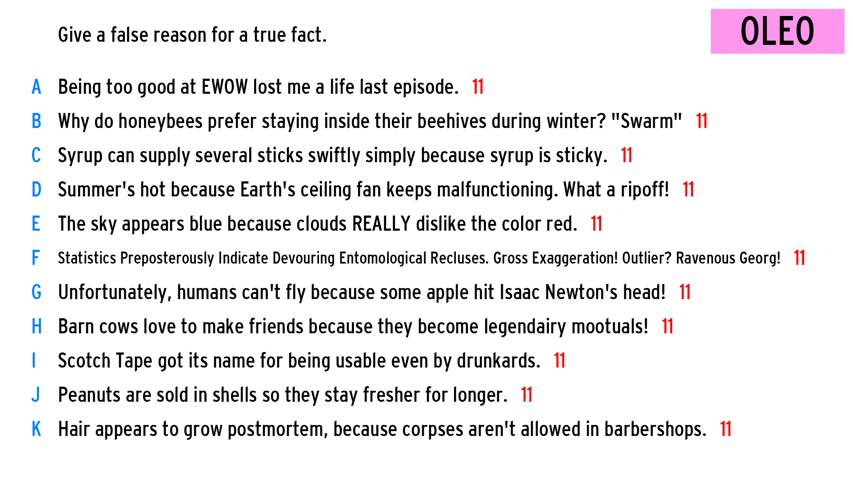 Give a false reason for a true fact.
OLEO
A Being too good at EWOW lost me a life last episode. 11
B Why do honeybees prefer staying inside their beehives during winter? "Swarm" 11
C Syrup can supply several sticks swiftly simply because syrup is sticky. 11
D Summer's hot because Earth's ceiling fan keeps malfunctioning. What a ripoff! 11
E The sky appears blue because clouds REALLY dislike the color red. 11
F Statistics Preposterously Indicate Devouring Entomological Recluses. Gross Exaggeration! Outlier? Ravenous Georg! 11
G Unfortunately, humans can't fly because some apple hit Isaac Newton's head! 11
H Barn cows love to make friends because they become legendairy mootuals! 11
I Scotch Tape got its name for being usable even by drunkards. 11
J Peanuts are sold in shells so they stay fresher for longer. 11
K Hair appears to grow postmortem, because corpses aren't allowed in barbershops. 11